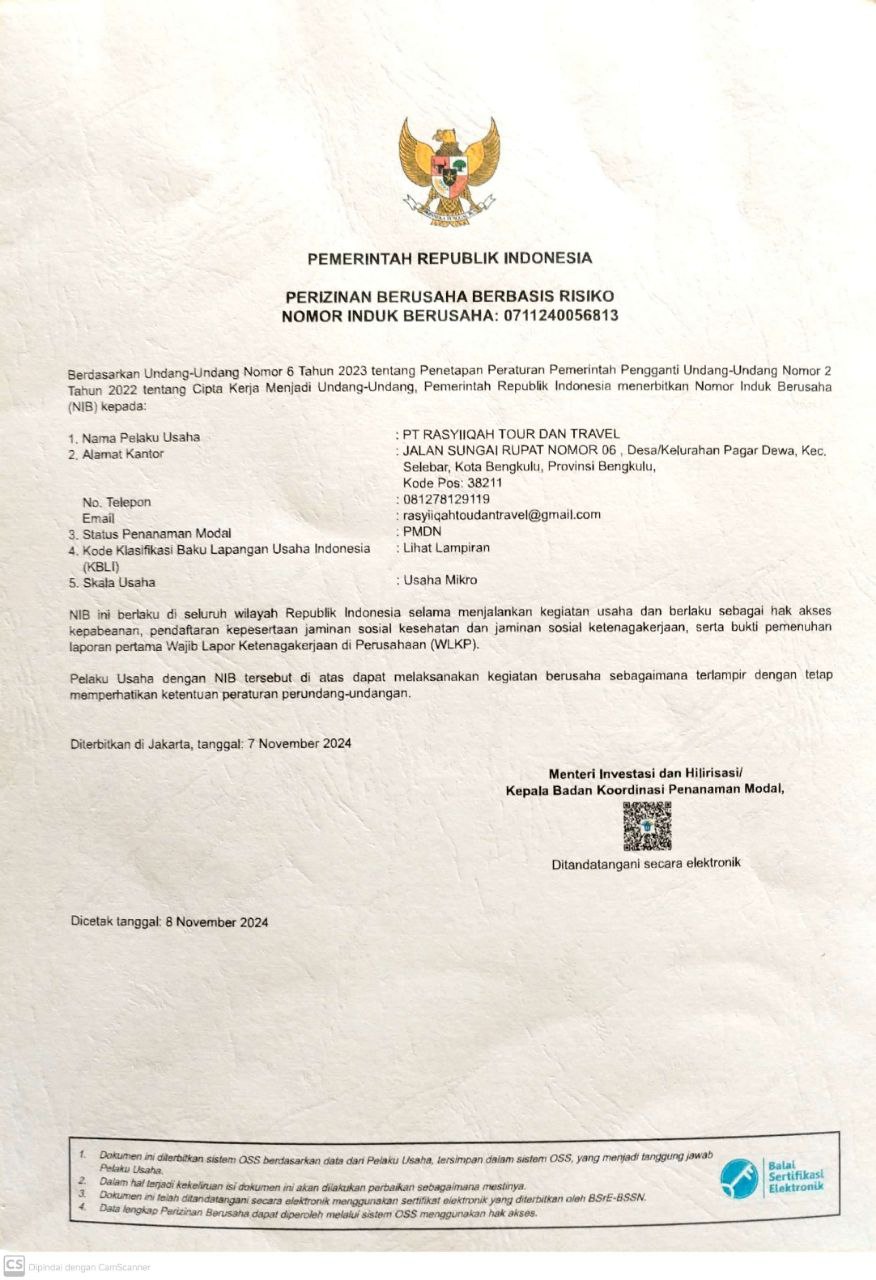 PEMERINTAH REPUBLIK INDONESIA
PERIZINAN BERUSAHA BERBASIS RISIKO
NOMOR INDUK BERUSAHA: 0711240056813
Berdasarkan Undang-Undang Nomor 6 Tahun 2023 tentang Penetapan Peraturan Pemerintah Pengganti Undang-Undang Nomor 2
Tahun 2022 tentang Cipta Kerja Menjadi Undang-Undang, Pemerintah Republik Indonesia menerbitkan Nomor Induk Berusaha
(NIB) kepada:
1. Nama Pelaku Usaha : PT RASYIIQAH TOUR DAN TRAVEL
2. Alamat Kantor : JALAN SUNGAI RUPAT NOMOR 06 , Desa/Kelurahan Pagar Dewa, Kec.
Selebar, Kota Bengkulu, Provinsi Bengkulu,
Kode Pos: 38211
No. Telepon : 081278129119
Email : rasyiiqahtoudantravel@gmail.com
3. Status Penanaman Modal : PMDN
4. Kode Klasifikasi Baku Lapangan Usaha Indonesia : Lihat Lampiran
(KBLI)
5. Skala Usaha : Usaha Mikro
NIB ini berlaku di seluruh wilayah Republik Indonesia selama menjalankan kegiatan usaha dan berlaku sebagai hak akses
kepabeanan, pendaftaran kepesertaan jaminan sosial kesehatan dan jaminan sosial ketenagakerjaan, serta bukti pemenuhan
laporan pertama Wajib Lapor Ketenagakerjaan di Perusahaan (WLKP).
Pelaku Usaha dengan NIB tersebut di atas dapat melaksanakan kegiatan berusaha sebagaimana terlampir dengan tetap
memperhatikan ketentuan peraturan perundang-undangan.
Diterbitkan di Jakarta, tanggal: 7 November 2024
Menteri Investasi dan Hilirisasi/
Kepala Badan Koordinasi Penanaman Modal,
Ditandatangani secara elektronik
Dicetak tanggal: 8 November 2024
1. Dokumen ini diterbitkan sistem OSS berdasarkan data dari Pelaku Usaha, tersimpan dalam sistem OSS, yang menjadi tanggung jawab
Pelaku Usaha.
2. Dalam hal terjadi kekeliruan isi dokumen ini akan dilakukan perbaikan sebagaimana mestinya.
3. Dokumen ini telah ditandatangani secara elektronik menggunakan sertifikat elektronik yang diterbitkan oleh BSrE-BSSN.
4. Data lengkap Perizinan Berusaha dapat diperoleh melalui sistem OSS menggunakan hak akses.
Balai
Sertifikasi
Elektronik
CS Dipindai dengan CamScanner